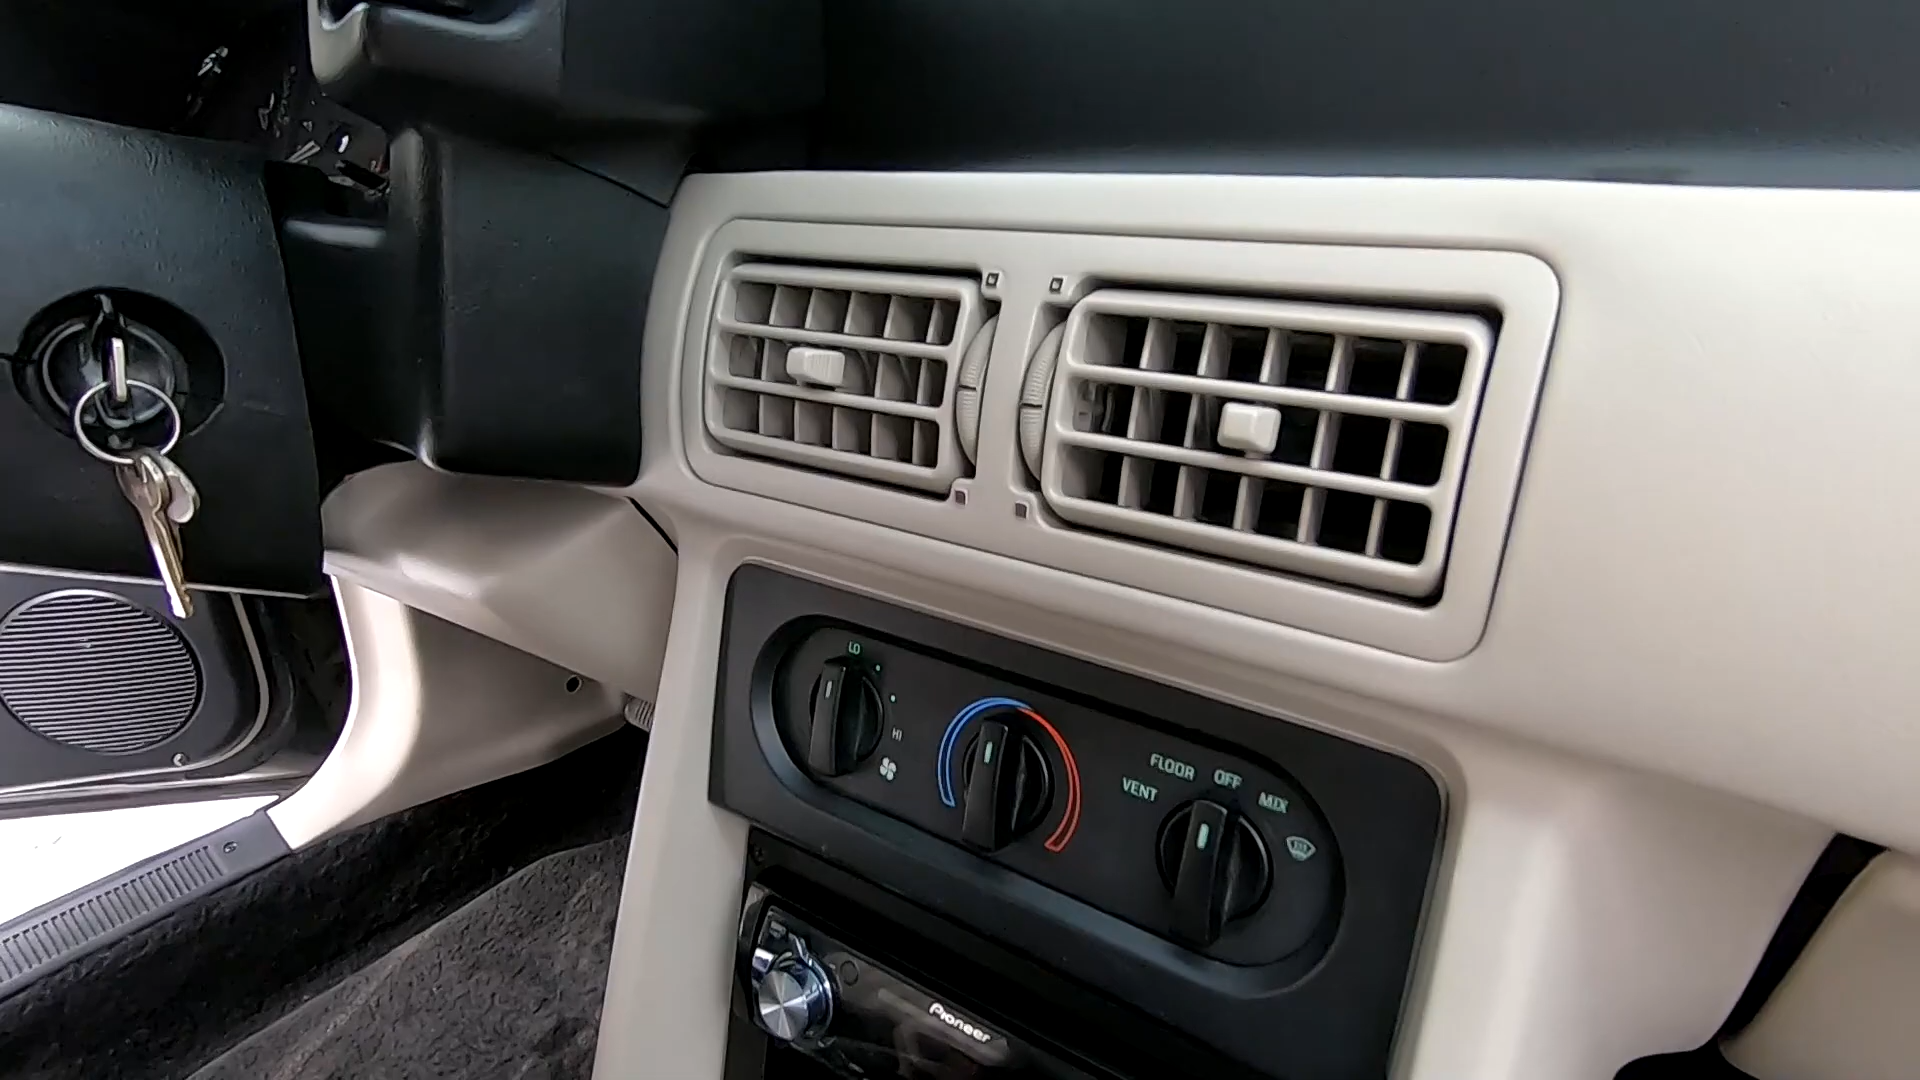 LO
HI
FLOOR OFF
VENT MIX
Pioneer